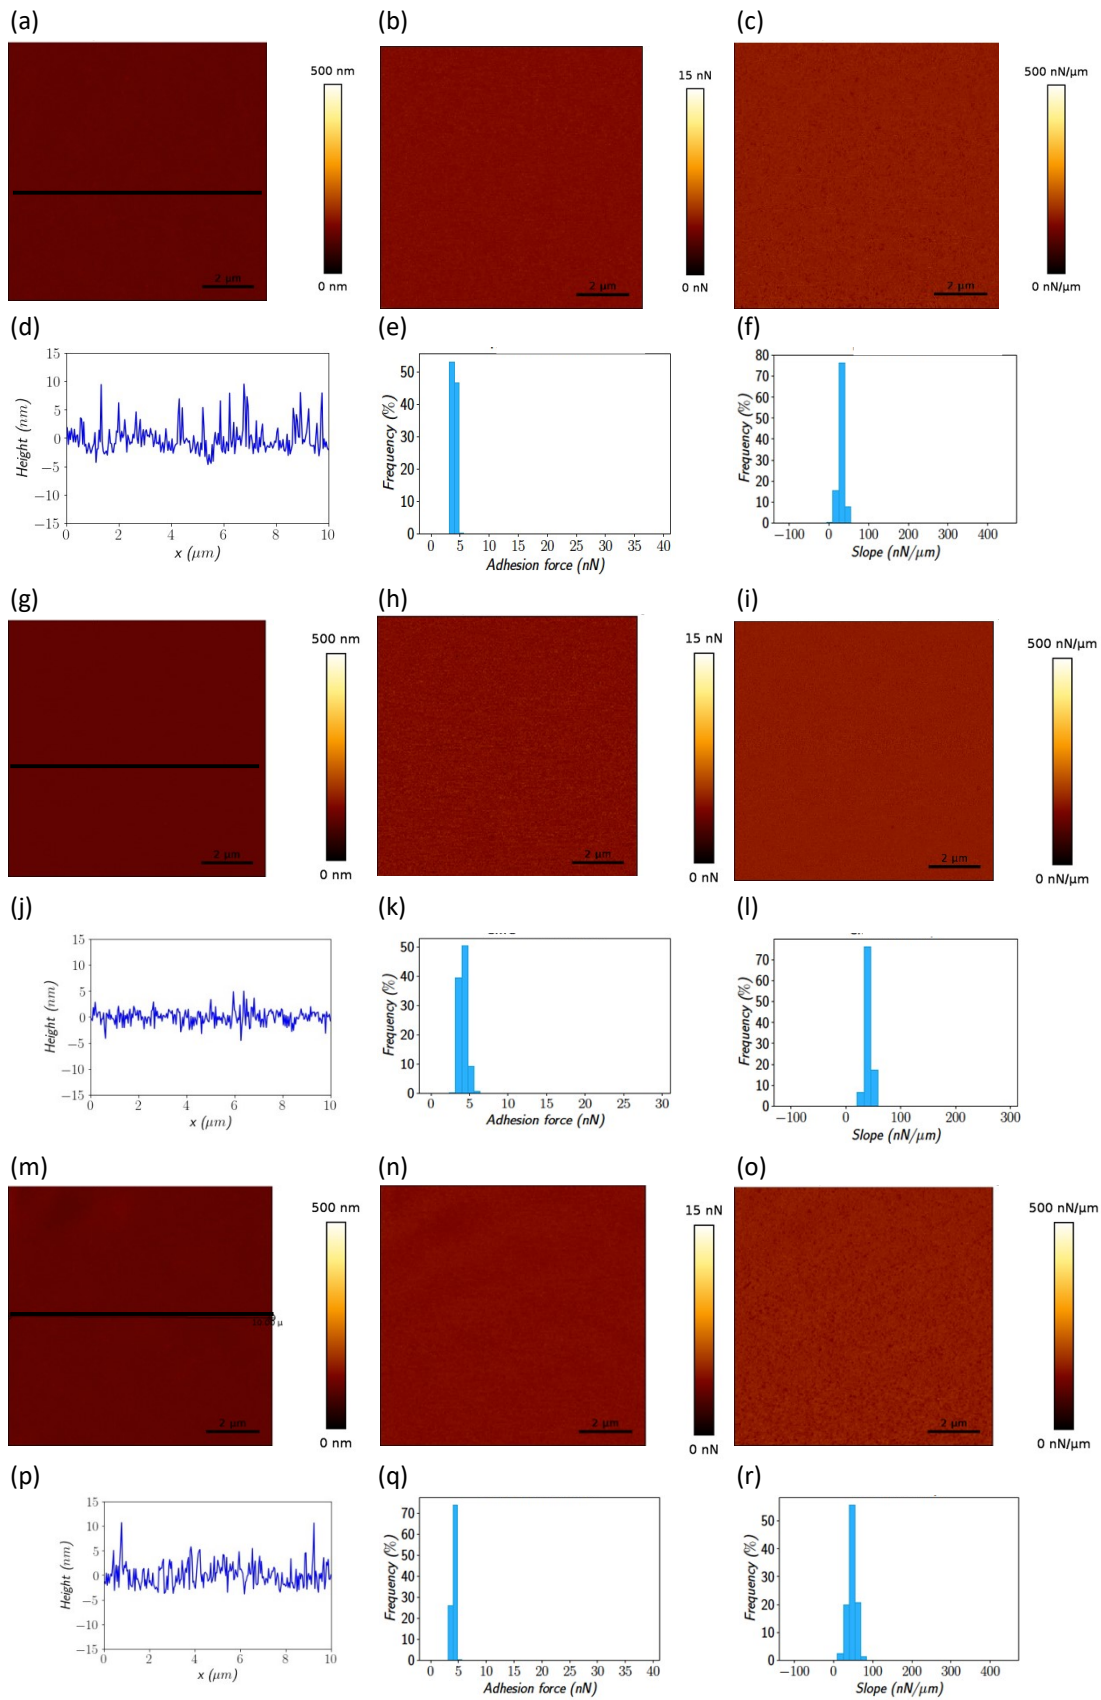 (a)
(b)
(c)
500 nm
0 nm
2 μm
15 nN
0 nN
2 μm
500 nN/μm
0 nN/μm
2 μm
(d)
(e)
(f)
15
10
5
0
−5
−10
−15
Height (nm)
0 2 4 6 8 10
x (μm)
50
40
30
20
10
0
Frequency (%)
0 5 10 15 20 25 30 35 40
Adhesion force (nN)
80
70
60
50
40
30
20
10
0
Frequency (%)
−100 0 100 200 300 400
Slope (nN/μm)
(g)
(h)
(i)
500 nm
0 nm
2 μm
15 nN
0 nN
2 μm
500 nN/μm
0 nN/μm
2 μm
(j)
(k)
(l)
15
10
5
0
−5
−10
−15
Height (nm)
0 2 4 6 8 10
x (μm)
50
40
30
20
10
0
Frequency (%)
0 5 10 15 20 25 30
Adhesion force (nN)
70
60
50
40
30
20
10
0
Frequency (%)
−100 0 100 200 300
Slope (nN/μm)
(m)
(n)
(o)
500 nm
0 nm
2 μm
15 nN
0 nN
2 μm
500 nN/μm
0 nN/μm
2 μm
(p)
(q)
(r)
15
10
5
0
−5
−10
−15
Height (nm)
0 2 4 6 8 10
x (μm)
70
60
50
40
30
20
10
0
Frequency (%)
0 5 10 15 20 25 30 35 40
Adhesion force (nN)
50
40
30
20
10
0
Frequency (%)
−100 0 100 200 300 400
Slope (nN/μm)